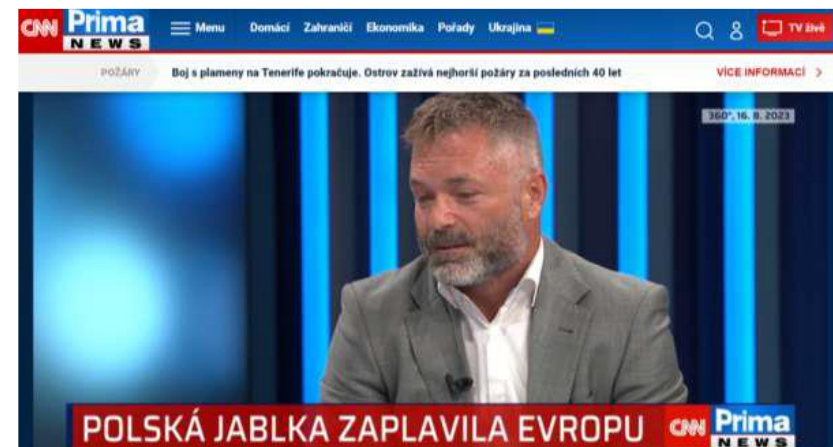 CNN Prima NEWS
Menu Domácí Zahraničí Ekonomika Pořady Ukrajina TV živě
POŽÁRY Boj s plameny na Tenerife pokračuje. Ostrov zažívá nejhorší požáry za posledních 40 let VÍCE INFORMACÍ >
360°, 16. 8. 2023
POLSKÁ JABLKA ZAPLAVILA EVROPU CNN Prima NEWS